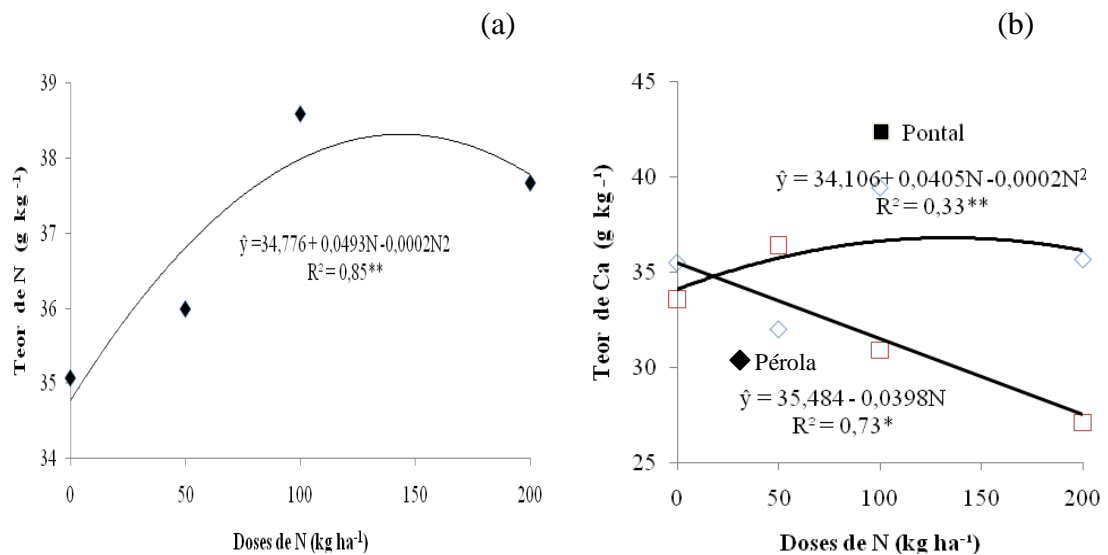 (a)
39
38
37
36
35
34
Teor de N (g kg -1)
ŷ =34,776 + 0,0493N -0,0002N2
R² = 0,85**
0 50 100 150 200
Doses de N (kg ha-1)
(b)
45
40
35
30
25
Teor de Ca (g kg -1)
Pontal
ŷ = 34,106+ 0,0405N -0,0002N²
R² = 0,33**
Pérola
ŷ = 35,484 - 0,0398N
R² = 0,73*
0 50 100 150 200
Doses de N (kg ha-¹)